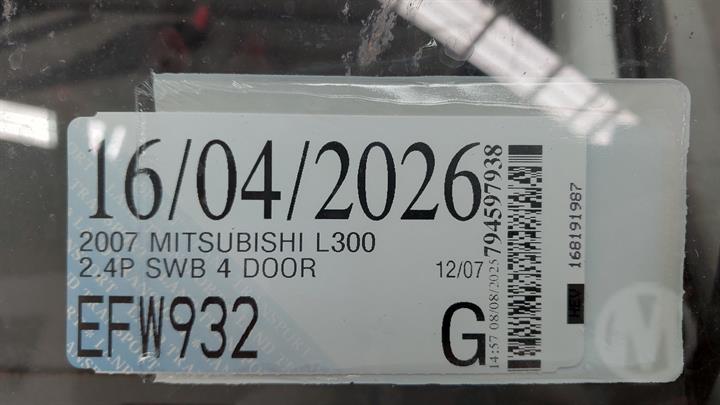 16/04/2026
2007 MITSUBISHI L300
2.4P SWB 4 DOOR
12/07
EFW932
G
14:57 08/08/2025 794597938
168191987
HEV
M